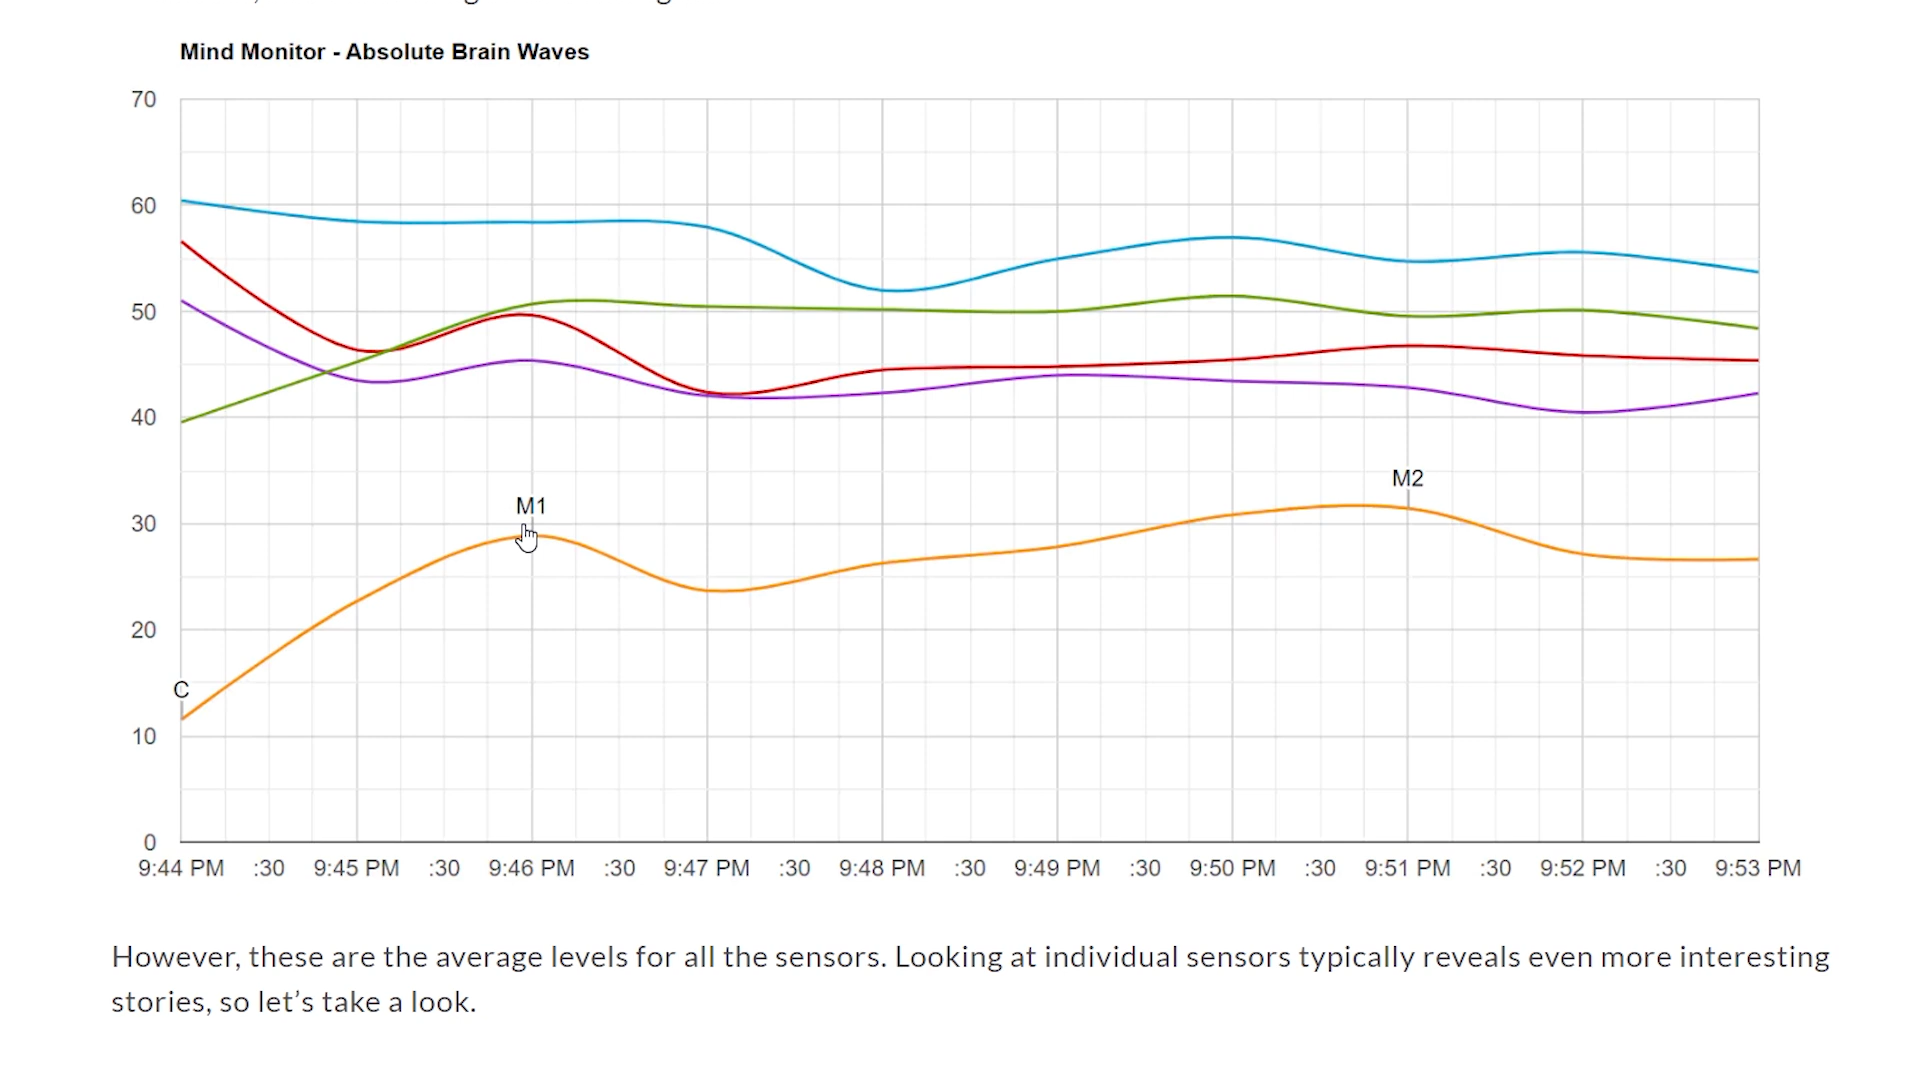 Mind Monitor - Absolute Brain Waves
70
60
50
40
30
20
10
0
M1
M2
C
9:44 PM :30 9:45 PM :30 9:46 PM :30 9:47 PM :30 9:48 PM :30 9:49 PM :30 9:50 PM :30 9:51 PM :30 9:52 PM :30 9:53 PM
However, these are the average levels for all the sensors. Looking at individual sensors typically reveals even more interesting
stories, so let’s take a look.